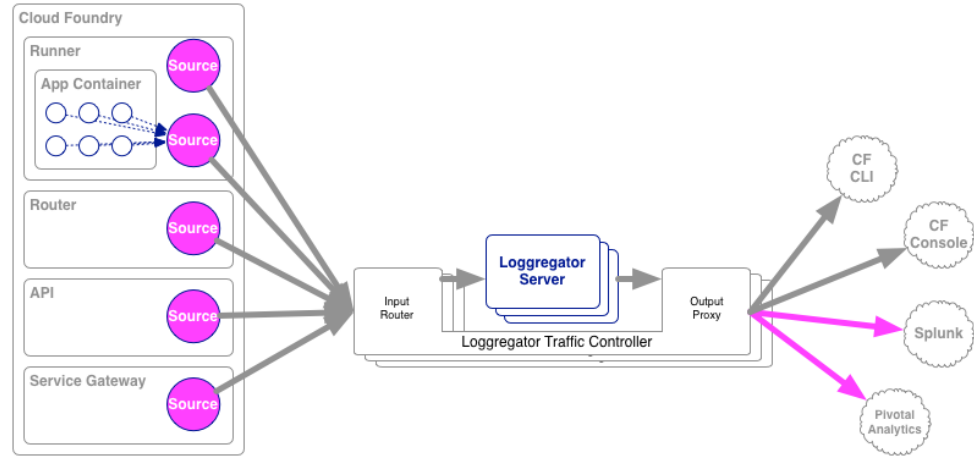 Cloud Foundry
Runner
Source
App Container
Source
Router
Source
API
Source
Service Gateway
Source
Input
Router
Loggregator
Server
Output
Proxy
Loggregator Traffic Controller
CF
CLI
CF
Console
Splunk
Pivotal
Analytics